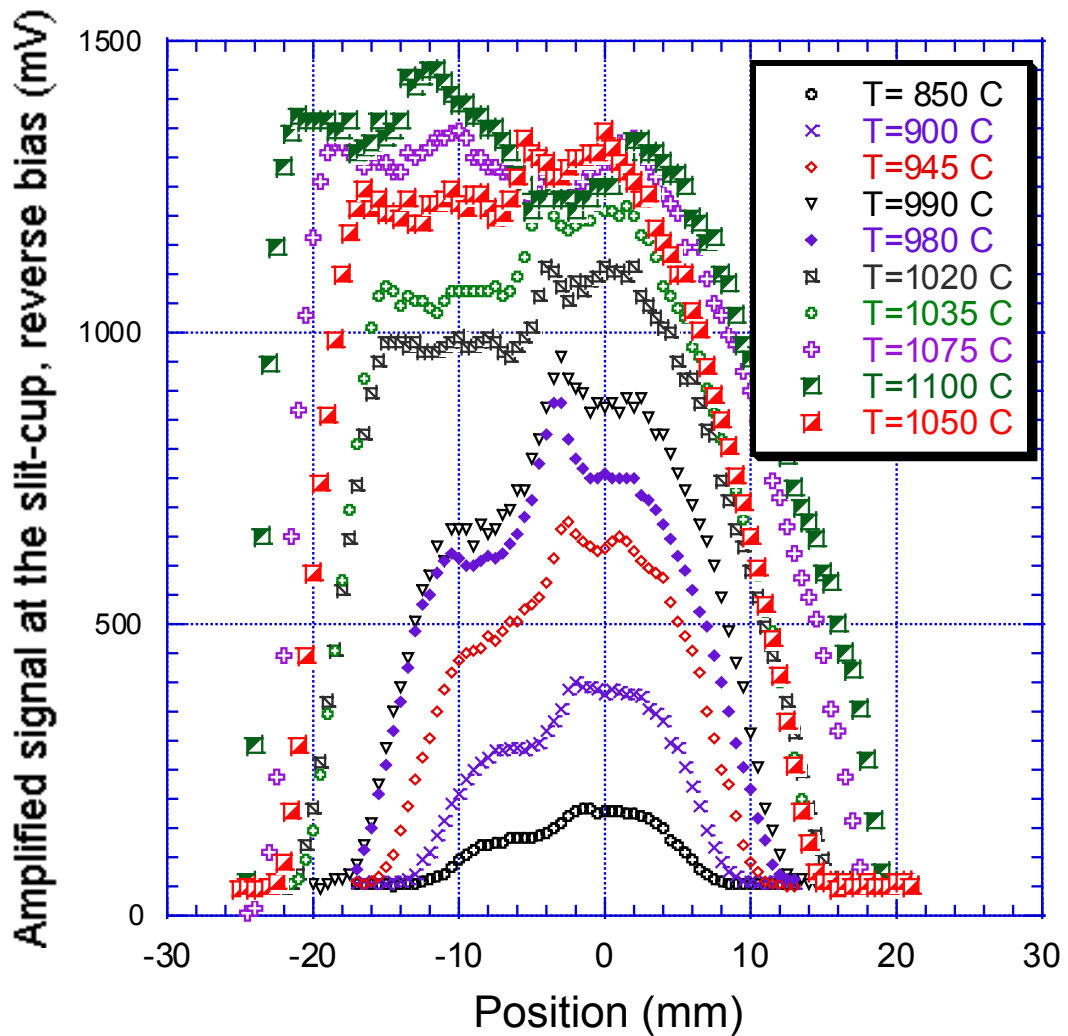 Amplified signal at the slit-cup, reverse bias (mV)
1500
1000
500
0
T= 850 C
T=900 C
T=945 C
T=990 C
T=980 C
T=1020 C
T=1035 C
T=1075 C
T=1100 C
T=1050 C
-30 -20 -10 0 10 20 30
Position (mm)